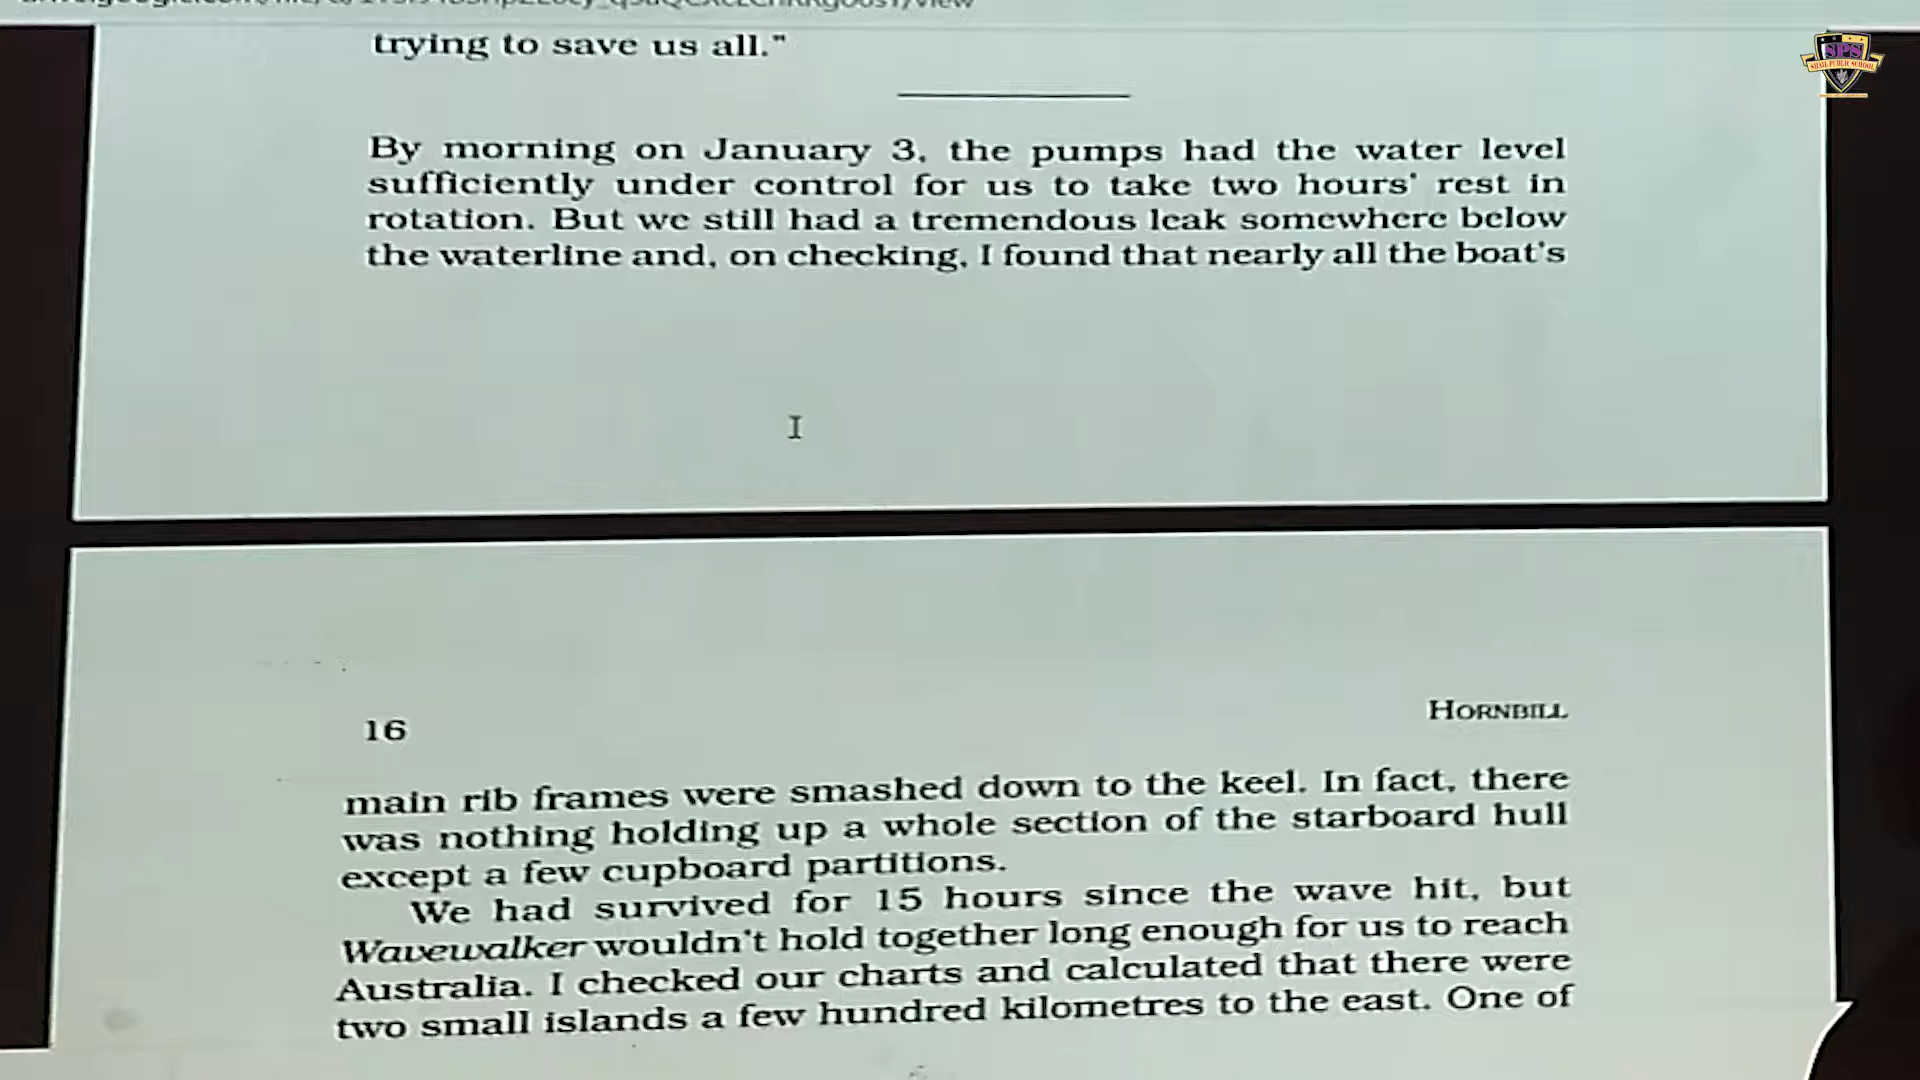 trying to save us all."
SPS
SHAIL PUBLIC SCHOOL
By morning on January 3, the pumps had the water level
sufficiently under control for us to take two hours' rest in
rotation. But we still had a tremendous leak somewhere below
the waterline and, on checking, I found that nearly all the boat's
16
HORNBILL
main rib frames were smashed down to the keel. In fact, there
was nothing holding up a whole section of the starboard hull
except a few cupboard partitions.
We had survived for 15 hours since the wave hit, but
Wavewalker wouldn't hold together long enough for us to reach
Australia. I checked our charts and calculated that there were
two small islands a few hundred kilometres to the east. One of